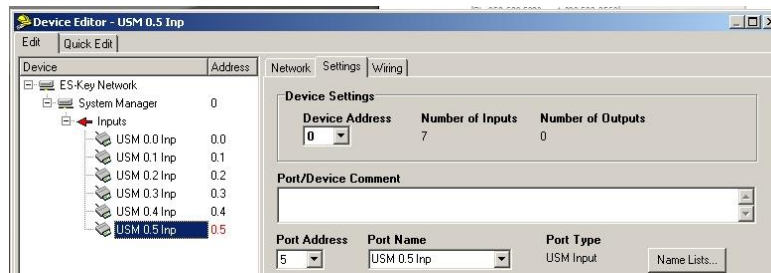 Device Editor - USM 0.5 Inp
Edit Quick Edit
Device Address
ES-Key Network
System Manager 0
Inputs
USM 0.0 Inp 0.0
USM 0.1 Inp 0.1
USM 0.2 Inp 0.2
USM 0.3 Inp 0.3
USM 0.4 Inp 0.4
USM 0.5 Inp 0.5
Network Settings Wiring
Device Settings
Device Address Number of Inputs Number of Outputs
0 7 0
Port/Device Comment
Port Address Port Name Port Type
5 USM 0.5 Inp USM Input Name Lists...